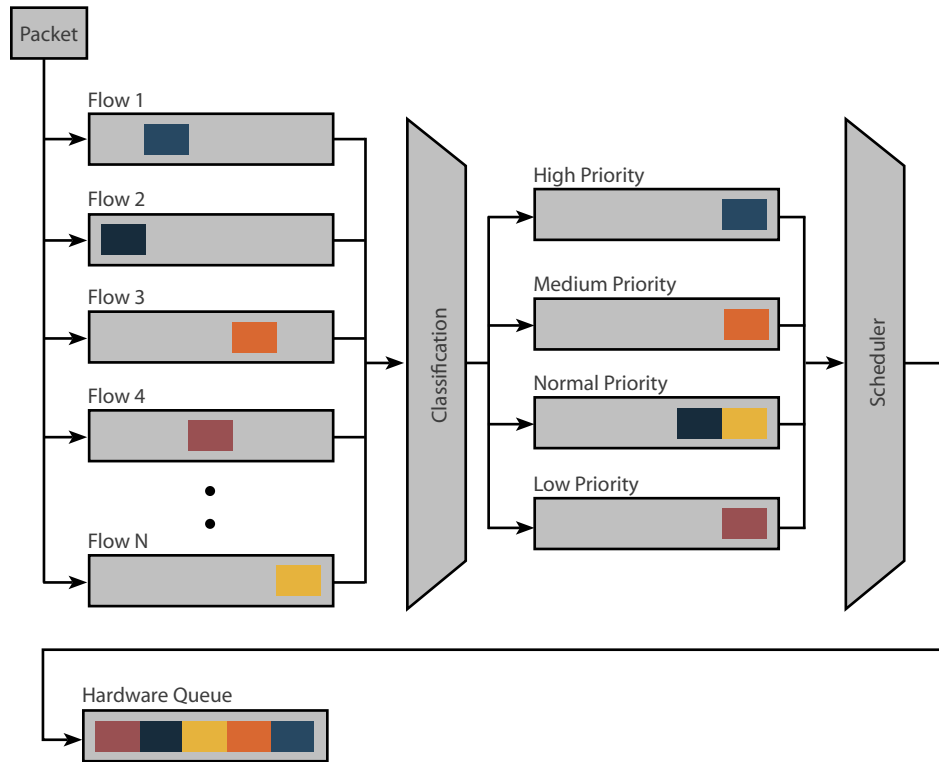 Packet
Flow 1
Flow 2
Flow 3
Flow 4
Flow N
Classification
High Priority
Medium Priority
Normal Priority
Low Priority
Scheduler
Hardware Queue